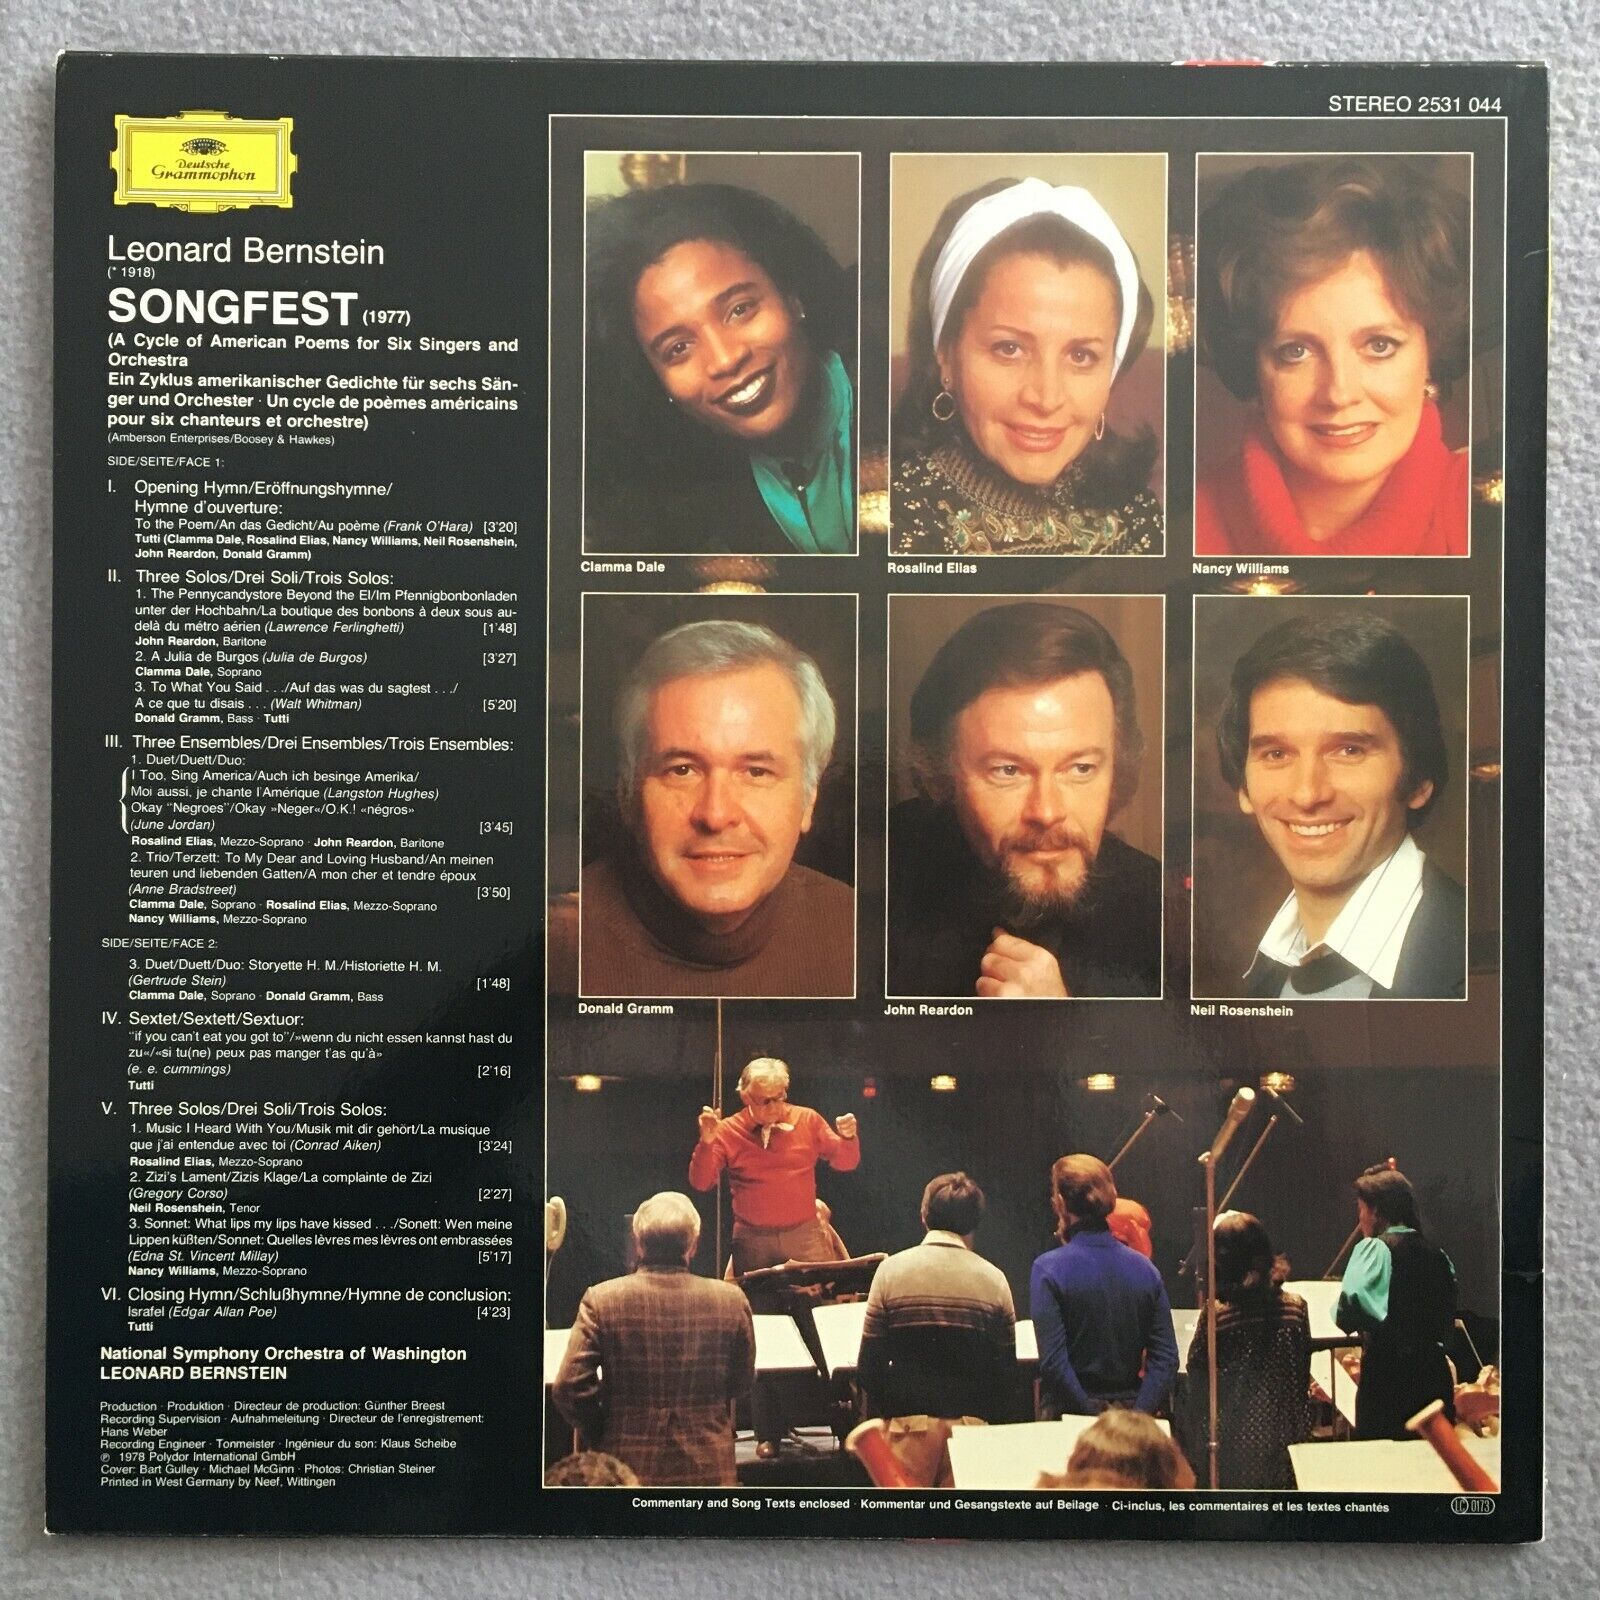 STEREO 2531 044
Deutsche
Grammophon
Leonard Bernstein
(* 1918)
SONGFEST (1977)
(A Cycle of American Poems for Six Singers and
Orchestra
Ein Zyklus amerikanischer Gedichte für sechs Sän-
ger und Orchester · Un cycle de poèmes américains
pour six chanteurs et orchestre)
(Amberson Enterprises/Boosey & Hawkes)
SIDE/SEITE/FACE 1:
I. Opening Hymn/Eröffnungshymne/
Hymne d'ouverture:
To the Poem/An das Gedicht/Au poème (Frank O'Hara) [3'20]
Tutti (Clamma Dale, Rosalind Elias, Nancy Williams, Neil Rosenshein,
John Reardon, Donald Gramm)
II. Three Solos/Drei Soli/Trois Solos:
1. The Pennycandystore Beyond the El/Im Pfennigbonbonladen
unter der Hochbahn/La boutique des bonbons à deux sous au-
delà du métro aérien (Lawrence Ferlinghetti) [1'48]
John Reardon, Baritone
2. A Julia de Burgos (Julia de Burgos) [3'27]
Clamma Dale, Soprano
3. To What You Said . . ./Auf das was du sagtest . . ./
A ce que tu disais . . . (Walt Whitman) [5'20]
Donald Gramm, Bass · Tutti
III. Three Ensembles/Drei Ensembles/Trois Ensembles:
1. Duet/Duett/Duo:
I Too, Sing America/Auch ich besinge Amerika/
Moi aussi, je chante l'Amérique (Langston Hughes)
Okay "Negroes"/Okay »Neger«/O.K.! «négros»
(June Jordan) [3'45]
Rosalind Elias, Mezzo-Soprano · John Reardon, Baritone
2. Trio/Terzett: To My Dear and Loving Husband/An meinen
teuren und liebenden Gatten/A mon cher et tendre époux
(Anne Bradstreet) [3'50]
Clamma Dale, Soprano · Rosalind Elias, Mezzo-Soprano
Nancy Williams, Mezzo-Soprano
SIDE/SEITE/FACE 2:
3. Duet/Duett/Duo: Storyette H. M./Historiette H. M.
(Gertrude Stein) [1'48]
Clamma Dale, Soprano · Donald Gramm, Bass
IV. Sextet/Sextett/Sextuor:
"if you can't eat you got to"/»wenn du nicht essen kannst hast du
zu«/«si tu(ne) peux pas manger t'as qu'à»
(e. e. cummings) [2'16]
Tutti
V. Three Solos/Drei Soli/Trois Solos:
1. Music I Heard With You/Musik mit dir gehört/La musique
que j'ai entendue avec toi (Conrad Aiken) [3'24]
Rosalind Elias, Mezzo-Soprano
2. Zizi's Lament/Zizis Klage/La complainte de Zizi
(Gregory Corso) [2'27]
Neil Rosenshein, Tenor
3. Sonnet: What lips my lips have kissed . . ./Sonett: Wen meine
Lippen küßten/Sonnet: Quelles lèvres mes lèvres ont embrassées
(Edna St. Vincent Millay) [5'17]
Nancy Williams, Mezzo-Soprano
VI. Closing Hymn/Schlußhymne/Hymne de conclusion:
Israfel (Edgar Allan Poe) [4'23]
Tutti
National Symphony Orchestra of Washington
LEONARD BERNSTEIN
Production · Produktion · Directeur de production: Günther Breest
Recording Supervision · Aufnahmeleitung · Directeur de l'enregistrement:
Hans Weber
Recording Engineer · Tonmeister · Ingénieur du son: Klaus Scheibe
℗ 1978 Polydor International GmbH
Cover: Bart Gulley · Michael McGinn · Photos: Christian Steiner
Printed in West Germany by Neef, Wittingen
Clamma Dale
Rosalind Elias
Nancy Williams
Donald Gramm
John Reardon
Neil Rosenshein
Commentary and Song Texts enclosed · Kommentar und Gesangstexte auf Beilage · Ci-inclus, les commentaires et les textes chantés
LC 0173